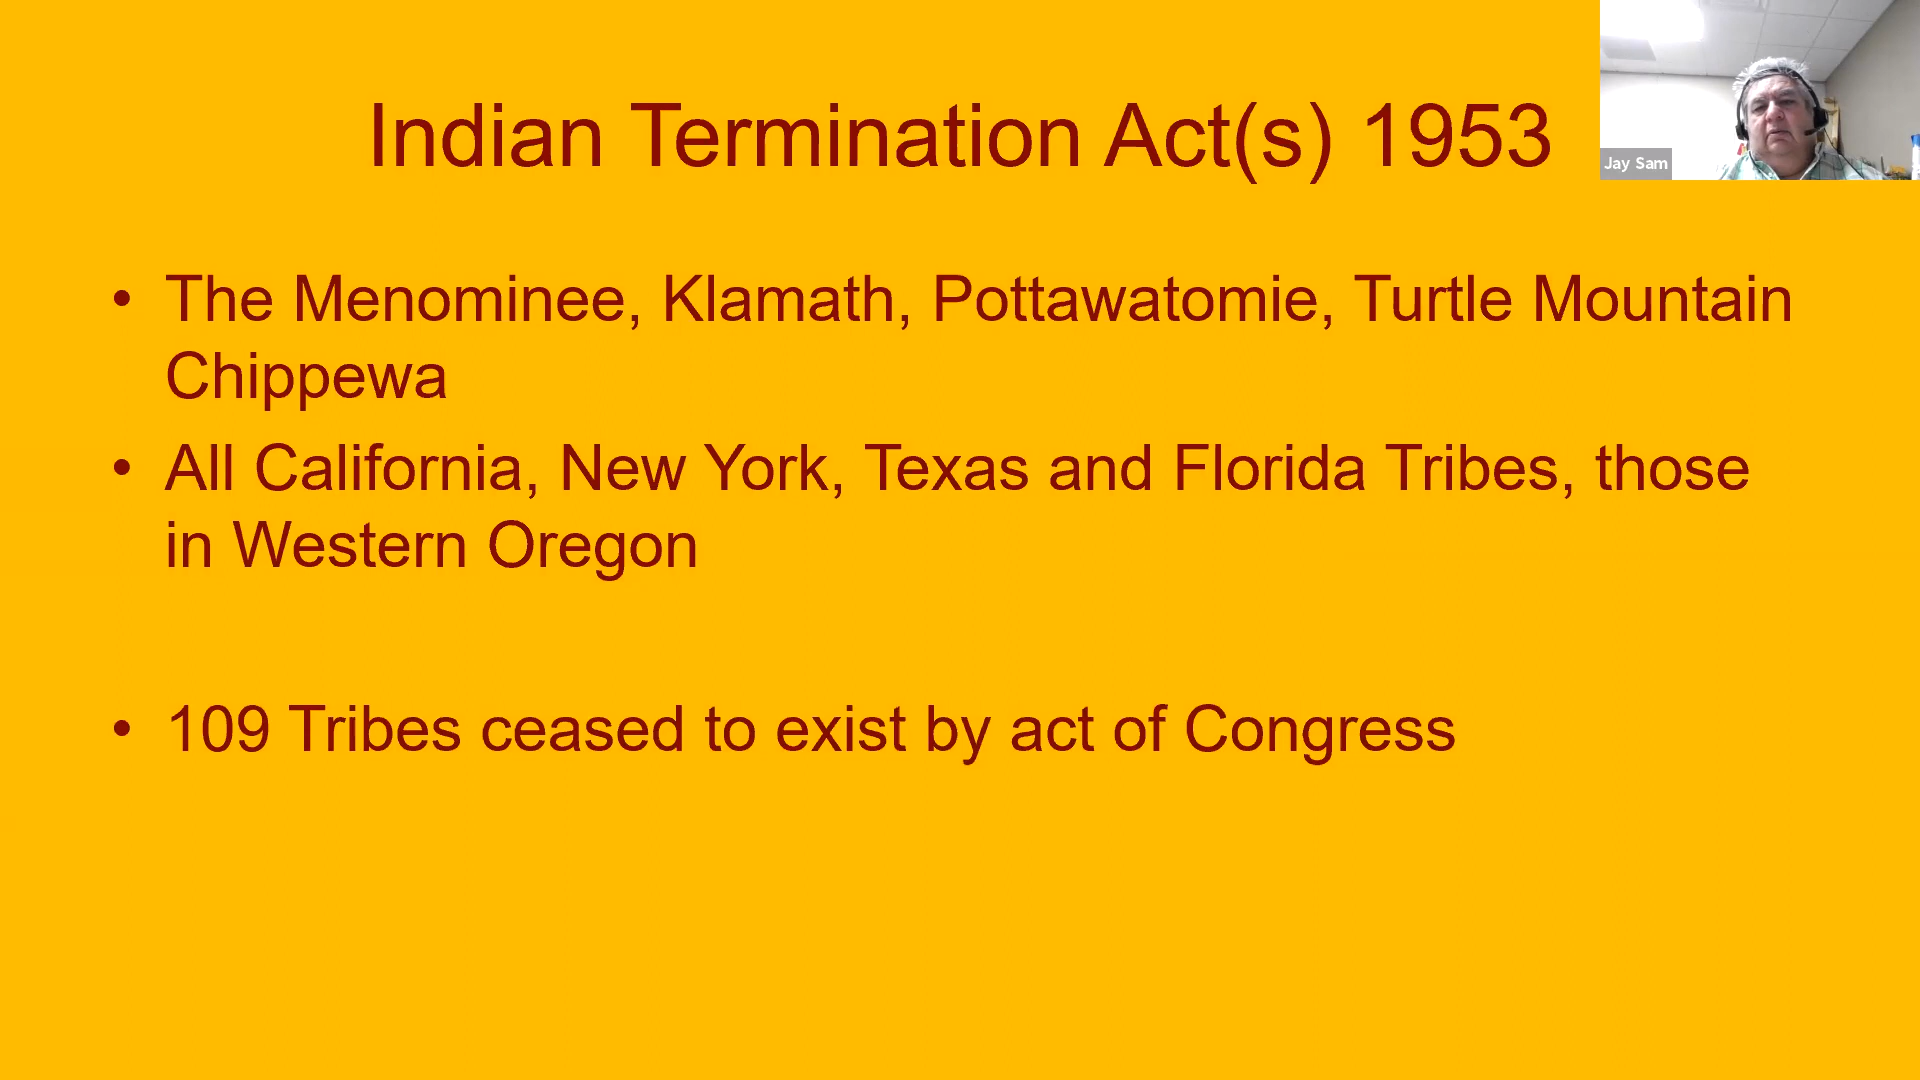 Indian Termination Act(s) 1953
Jay Sam
• The Menominee, Klamath, Pottawatomie, Turtle Mountain
Chippewa
• All California, New York, Texas and Florida Tribes, those
in Western Oregon
• 109 Tribes ceased to exist by act of Congress